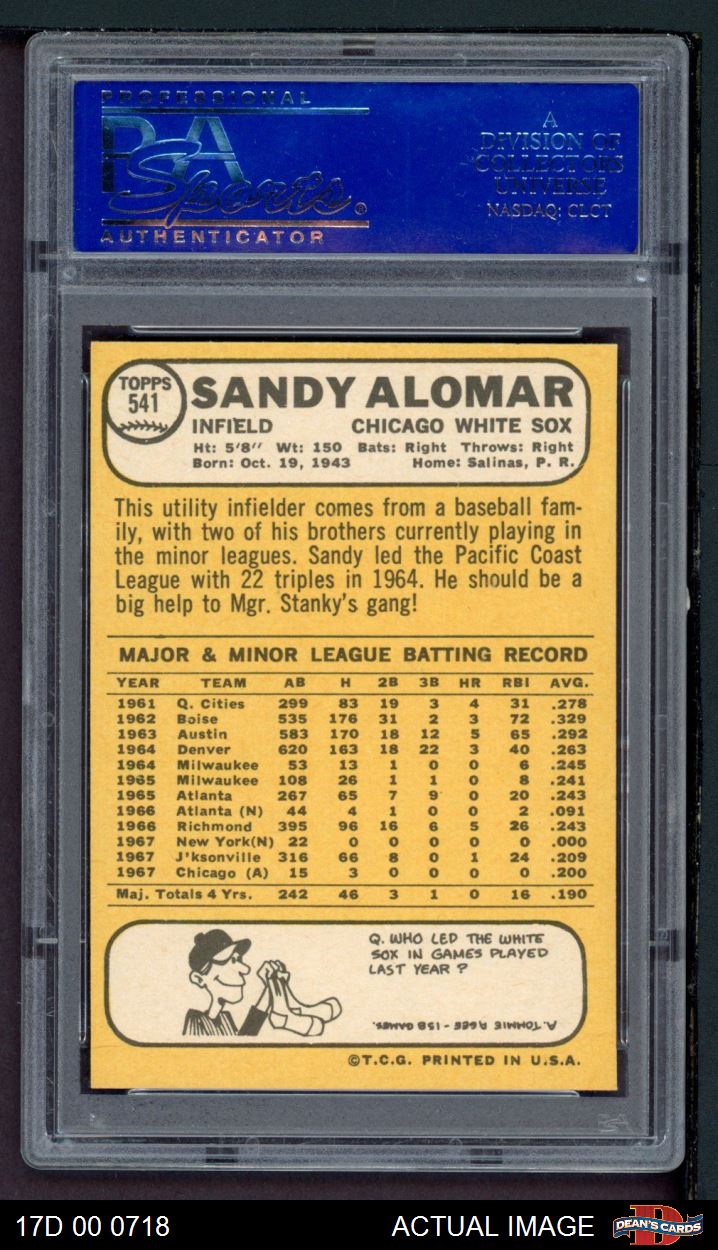 PROFESSIONAL
PSA
Sports®
AUTHENTICATOR
A
DIVISION OF
COLLECTORS
UNIVERSE
NASDAQ: CLCT
TOPPS
541
SANDY ALOMAR
INFIELD CHICAGO WHITE SOX
Ht: 5'8" Wt: 150 Bats: Right Throws: Right
Born: Oct. 19, 1943 Home: Salinas, P. R.
This utility infielder comes from a baseball fam-
ily, with two of his brothers currently playing in
the minor leagues. Sandy led the Pacific Coast
League with 22 triples in 1964. He should be a
big help to Mgr. Stanky's gang!
MAJOR & MINOR LEAGUE BATTING RECORD
YEAR TEAM AB H 2B 3B HR RBI AVG.
1961 Q. Cities 299 83 19 3 4 31 .278
1962 Boise 535 176 31 2 3 72 .329
1963 Austin 583 170 18 12 5 65 .292
1964 Denver 620 163 18 22 3 40 .263
1964 Milwaukee 53 13 1 0 0 6 .245
1965 Milwaukee 108 26 1 1 0 8 .241
1965 Atlanta 267 65 7 9 0 20 .243
1966 Atlanta (N) 44 4 1 0 0 2 .091
1966 Richmond 395 96 16 6 5 26 .243
1967 New York(N) 22 0 0 0 0 0 .000
1967 J'ksonville 316 66 8 0 1 24 .209
1967 Chicago (A) 15 3 0 0 0 0 .200
Maj. Totals 4 Yrs. 242 46 3 1 0 16 .190
Q. WHO LED THE WHITE
SOX IN GAMES PLAYED
LAST YEAR ?
A. TOMMIE AGEE - 158 GAMES.
©T.C.G. PRINTED IN U.S.A.
17D 00 0718 ACTUAL IMAGE
D
DEAN'S CARDS